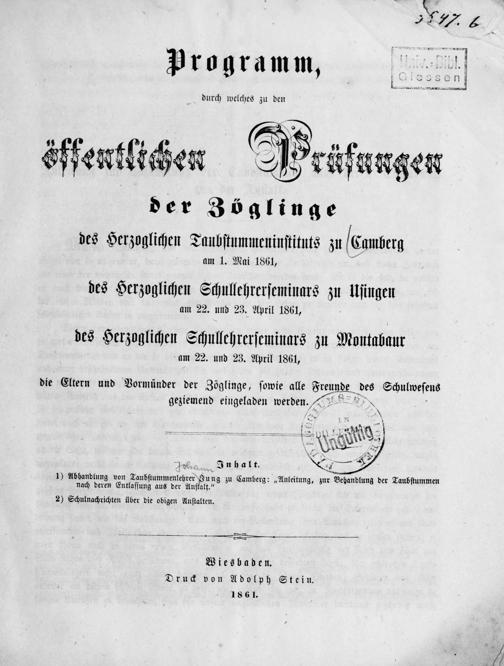 Univ.-Bibl.
Giessen
Programm,
durch welches zu den
öffentlichen Prüfungen
der Zöglinge
des Herzoglichen Taubstummeninstituts zu Camberg
am 1. Mai 1861,
des Herzoglichen Schullehrerseminars zu Usingen
am 22. und 23. April 1861,
des Herzoglichen Schullehrerseminars zu Montabaur
am 22. und 23. April 1861,
die Eltern und Vormünder der Zöglinge, sowie alle Freunde des Schulwesens
geziemend eingeladen werden.
IN
Ungültig
Inhalt.
Johann
1) Abhandlung von Taubstummenlehrer Jung zu Camberg: „Anleitung, zur Behandlung der Taubstummen
nach deren Entlassung aus der Anstalt.“
2) Schulnachrichten über die obigen Anstalten.
Wiesbaden.
Druck von Adolph Stein.
1861.